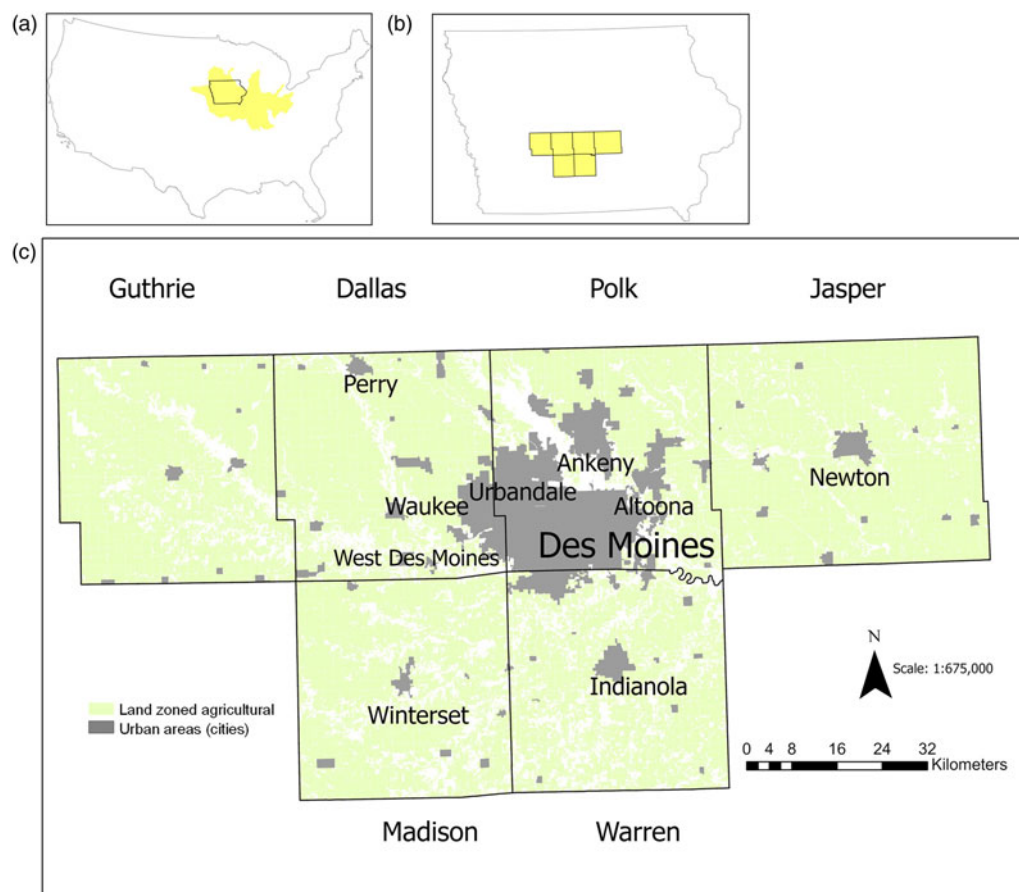 (a)
(b)
(c)
Guthrie
Dallas
Polk
Jasper
Perry
Ankeny
Newton
Urbandale
Waukee
Altoona
West Des Moines
Des Moines
N
Scale: 1:675,000
Indianola
Land zoned agricultural
Urban areas (cities)
Winterset
0 4 8 16 24 32
Kilometers
Madison
Warren